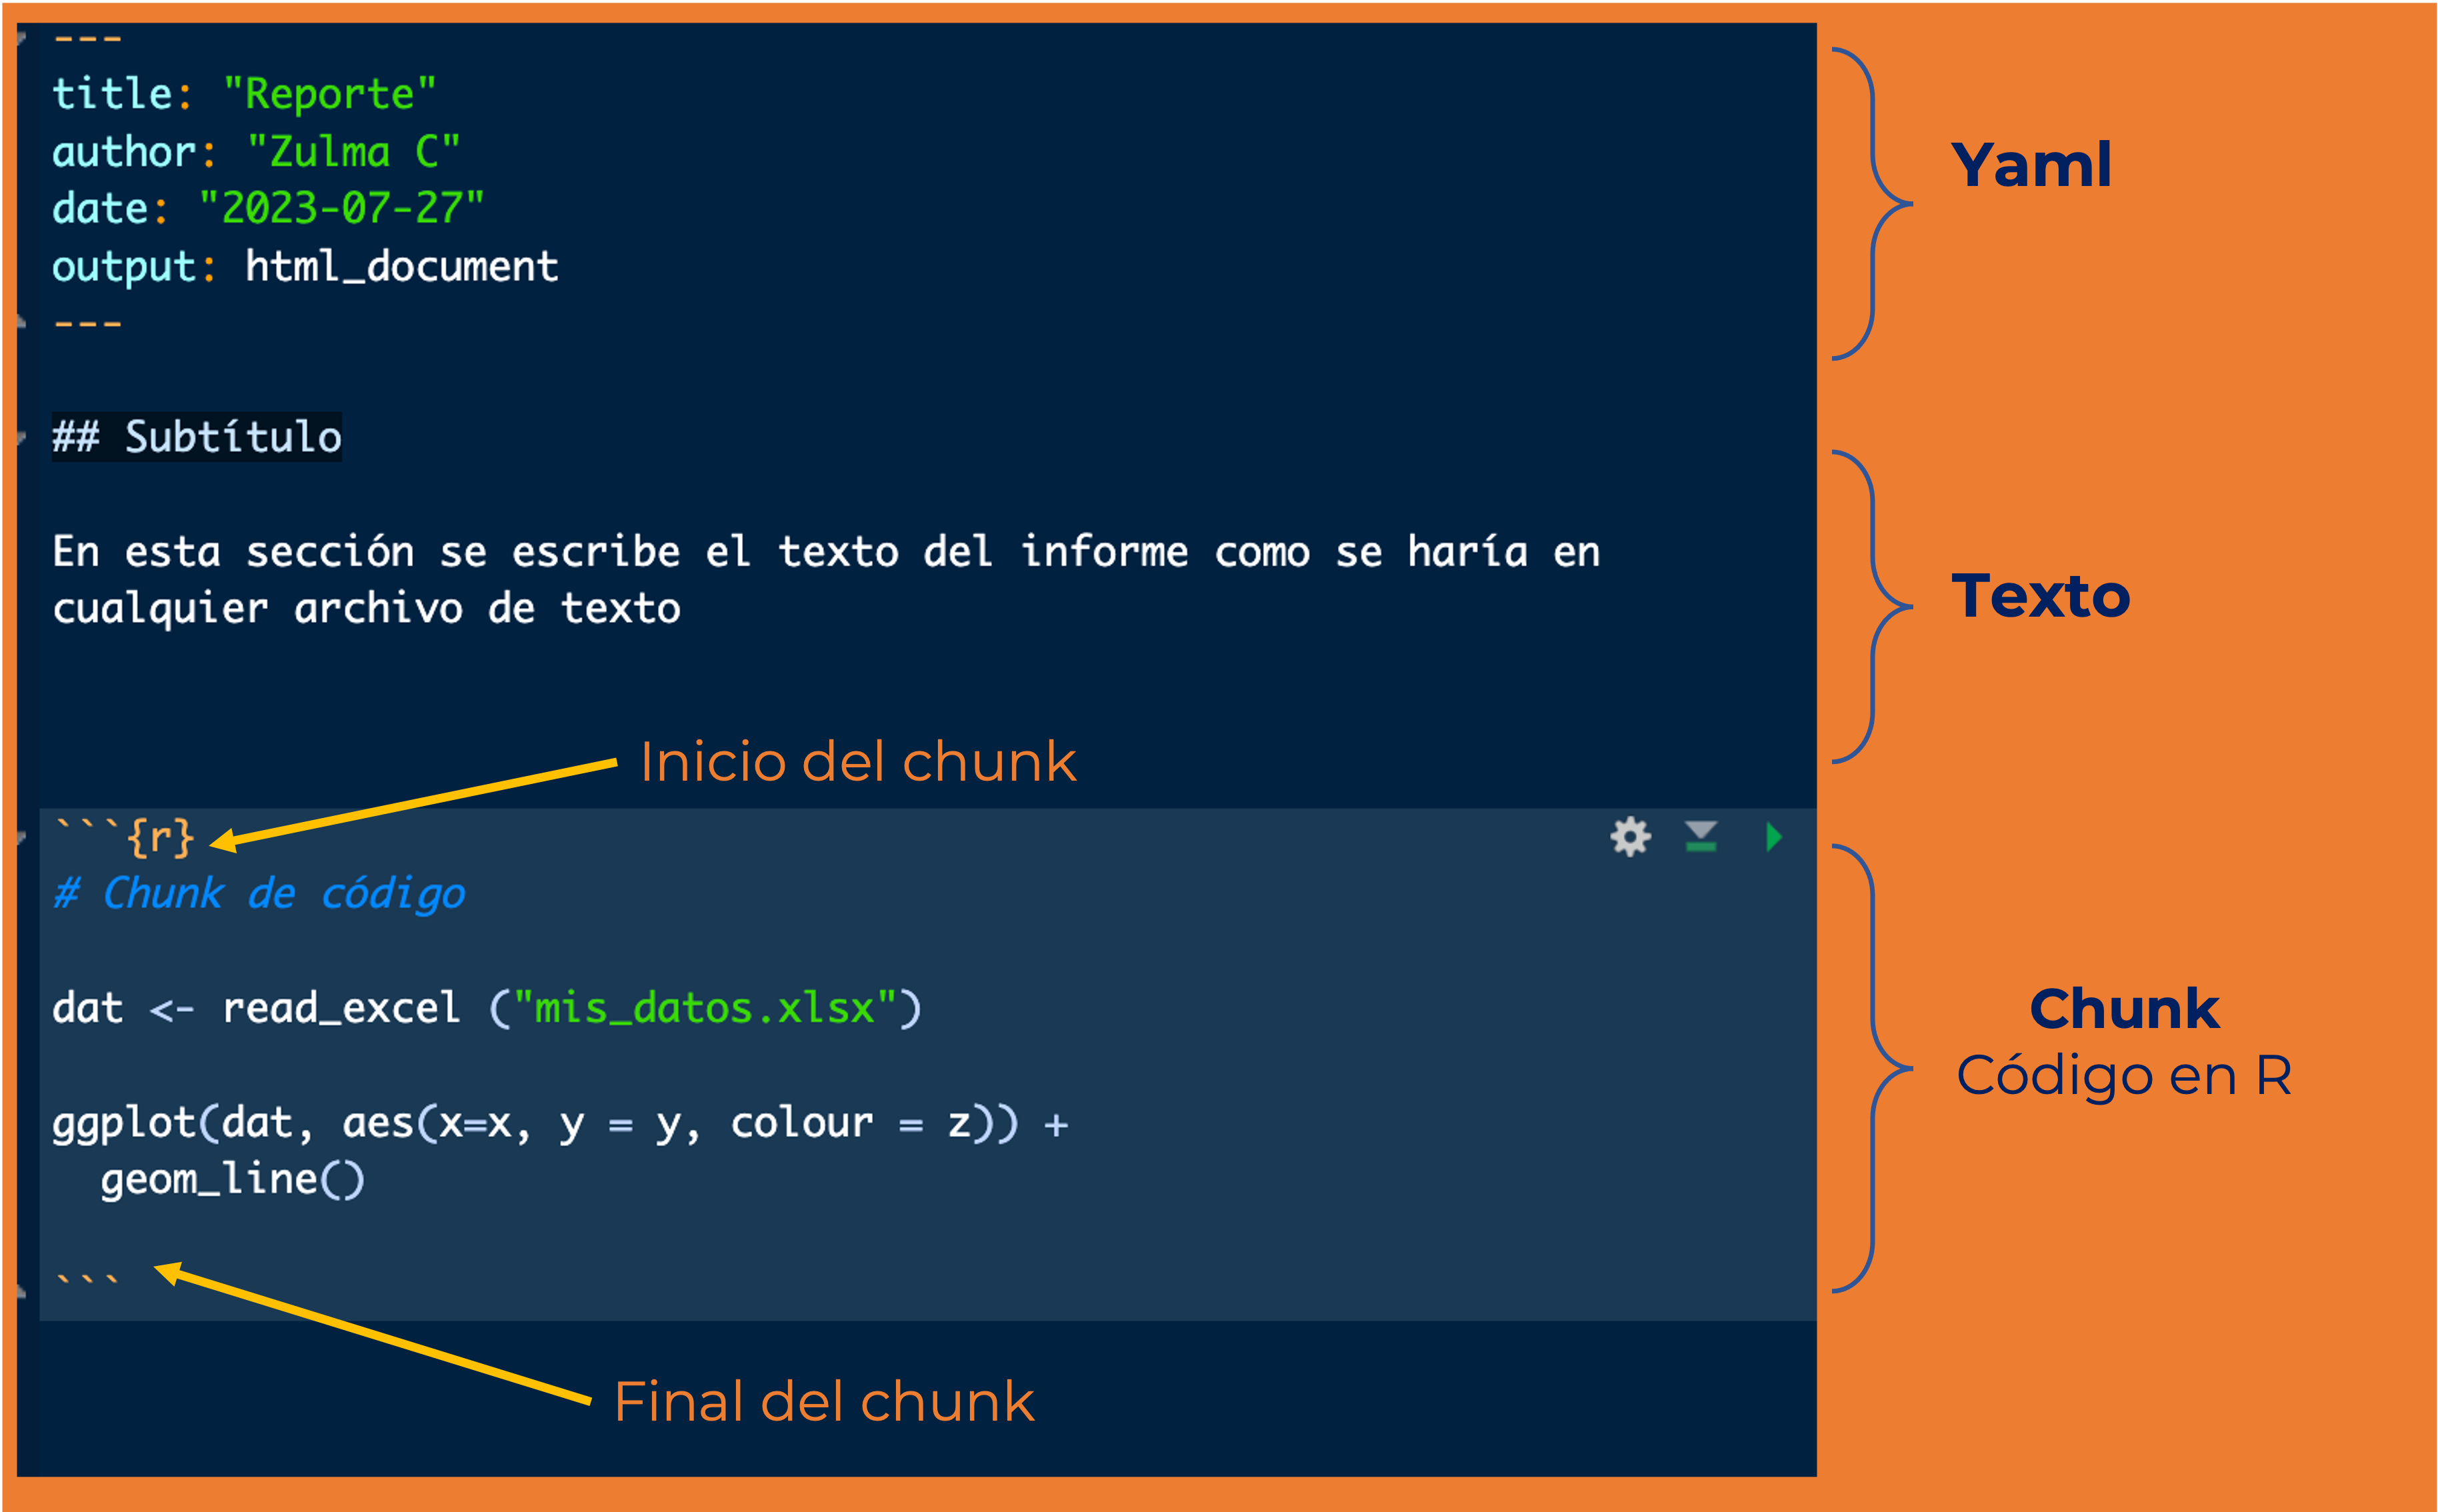 ---
title: "Reporte"
author: "Zulma C"
date: "2023-07-27"
output: html_document
---
Yaml
## Subtítulo
En esta sección se escribe el texto del informe como se haría en
cualquier archivo de texto
Texto
Inicio del chunk
```{r}
# Chunk de código
dat <- read_excel ("mis_datos.xlsx")
ggplot(dat, aes(x=x, y = y, colour = z)) +
  geom_line()
```
Chunk
Código en R
Final del chunk